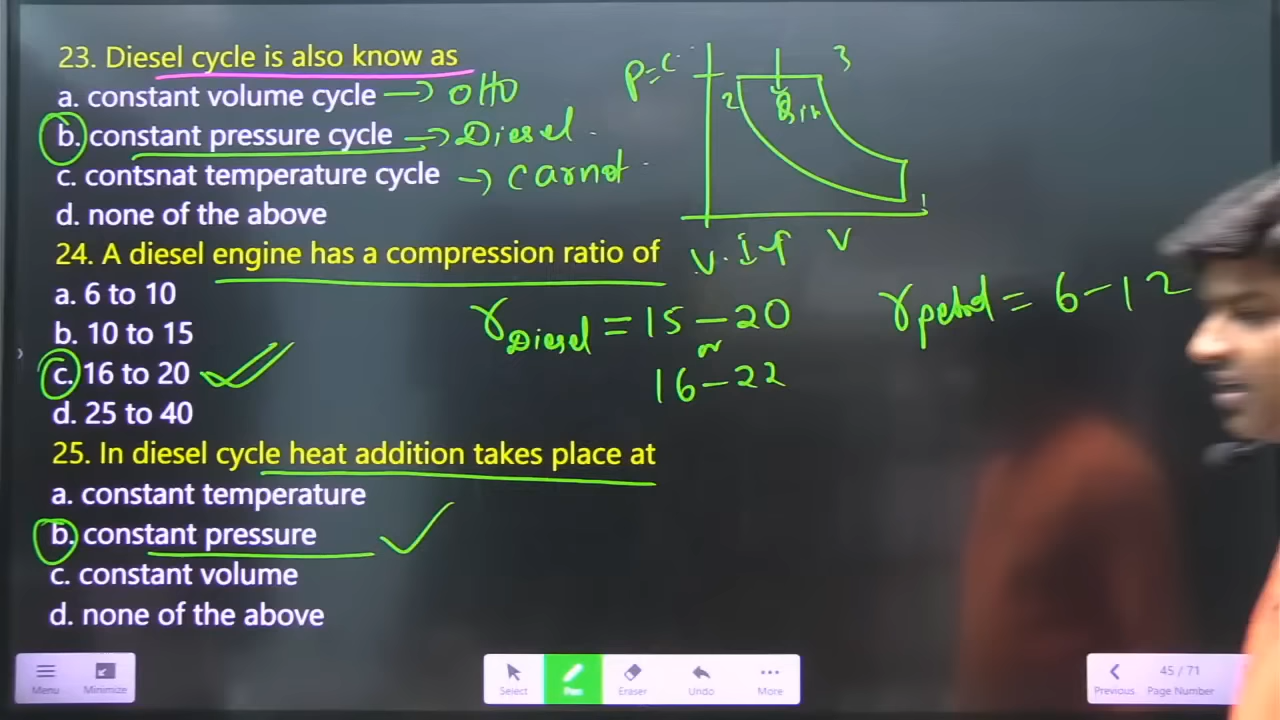 23. Diesel cycle is also know as
a. constant volume cycle → OttO
b. constant pressure cycle → Diesel
c. contsnat temperature cycle → Carnot
d. none of the above
P=C
2
3
Qin
1
V
24. A diesel engine has a compression ratio of
a. 6 to 10
b. 10 to 15
c. 16 to 20
d. 25 to 40
r Diesel = 15 - 20
or
16 - 22
r petrol = 6 - 12
25. In diesel cycle heat addition takes place at
a. constant temperature
b. constant pressure
c. constant volume
d. none of the above
Menu
Minimize
Select
Pen
Eraser
Undo
More
Previous
45 / 71
Page Number